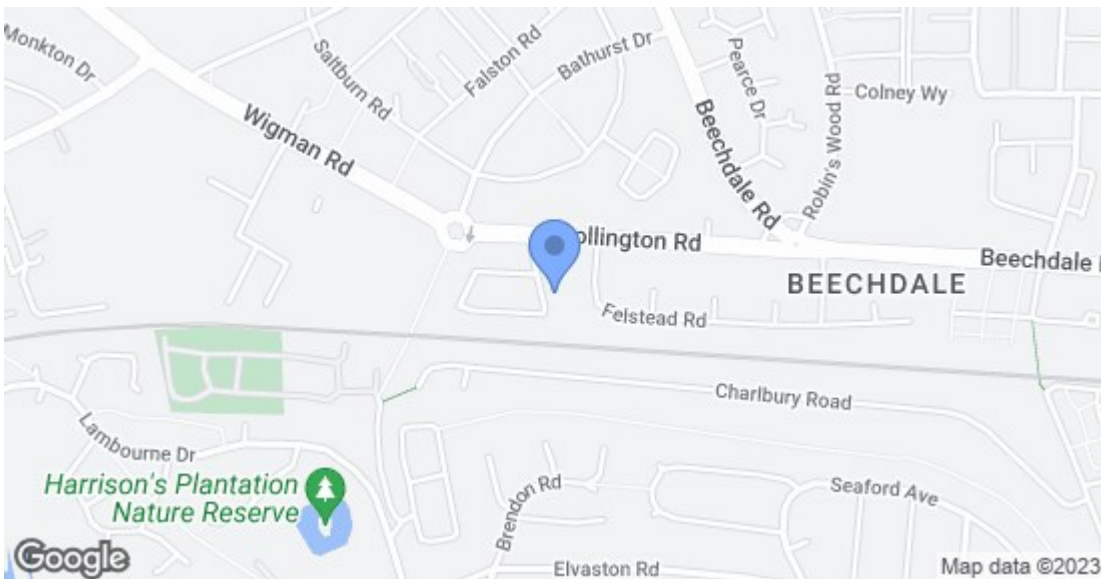 Monkton Dr
Saltburn Rd
Falston Rd
Bathurst Dr
Pearce Dr
Colney Wy
Wigman Rd
Beechdale Rd
Robin's Wood Rd
ollington Rd
Beechdale
BEECHDALE
Felstead Rd
Charlbury Road
Lambourne Dr
Harrison's Plantation
Nature Reserve
Brendon Rd
Seaford Ave
Elvaston Rd
Google
Map data ©2023